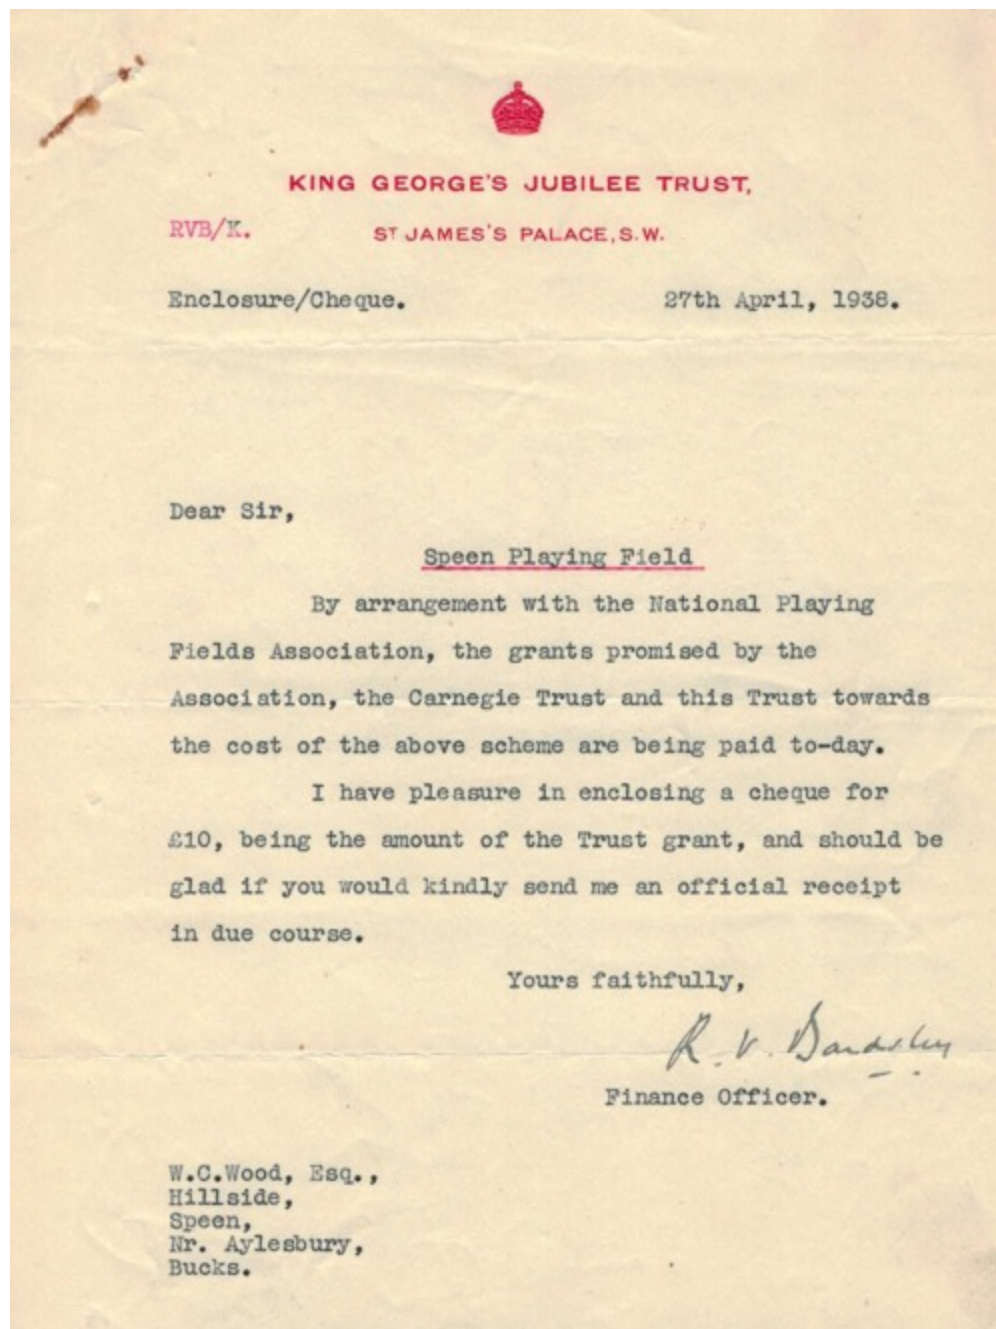 KING GEORGE'S JUBILEE TRUST,
RVB/K. ST JAMES'S PALACE, S.W.
Enclosure/Cheque. 27th April, 1938.
Dear Sir,
Speen Playing Field
By arrangement with the National Playing
Fields Association, the grants promised by the
Association, the Carnegie Trust and this Trust towards
the cost of the above scheme are being paid to-day.
I have pleasure in enclosing a cheque for
£10, being the amount of the Trust grant, and should be
glad if you would kindly send me an official receipt
in due course.
Yours faithfully,
R. V. Bardsley
Finance Officer.
W.C.Wood, Esq.,
Hillside,
Speen,
Nr. Aylesbury,
Bucks.